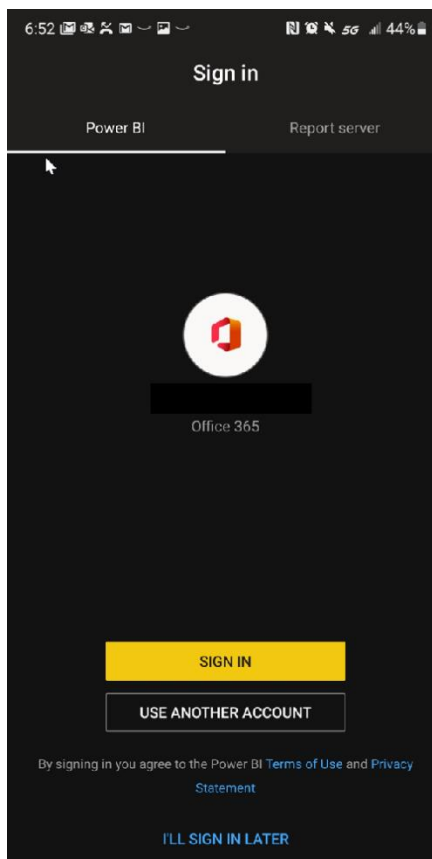 6:52 5G 44%
Sign in
Power BI Report server
Office 365
SIGN IN
USE ANOTHER ACCOUNT
By signing in you agree to the Power BI Terms of Use and Privacy
Statement
I'LL SIGN IN LATER